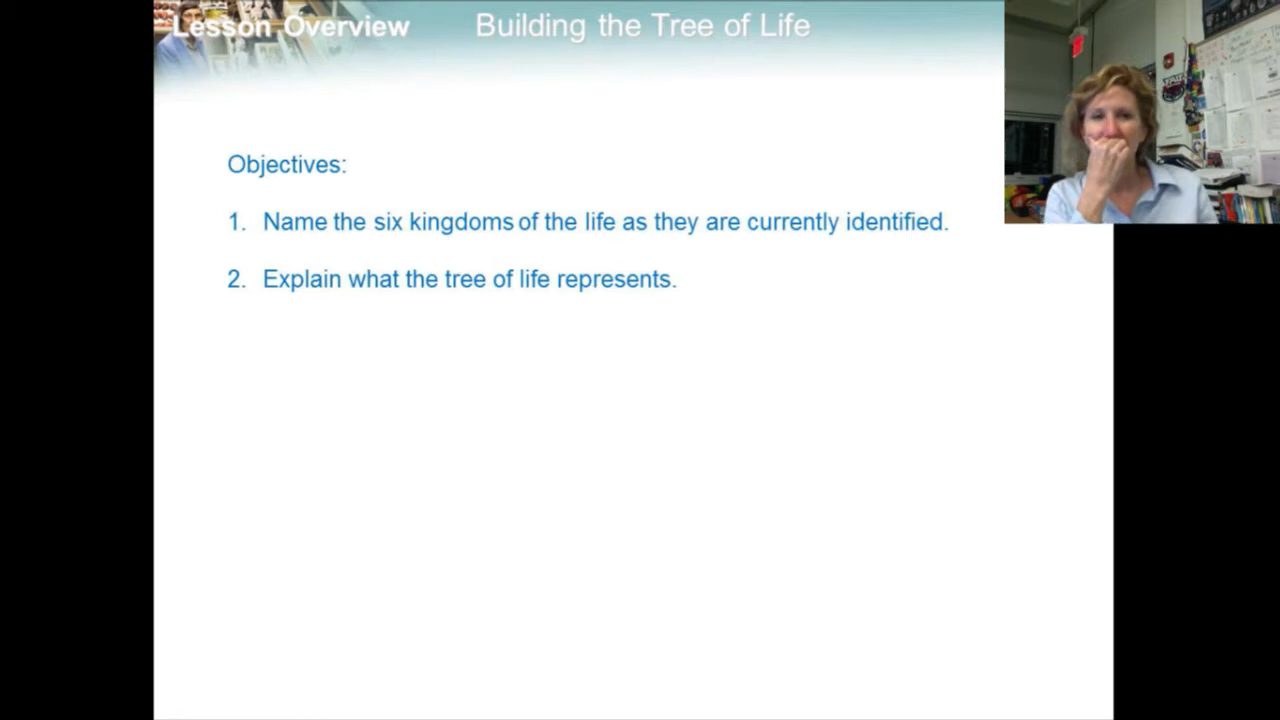 Lesson Overview Building the Tree of Life
Objectives:
1. Name the six kingdoms of the life as they are currently identified.
2. Explain what the tree of life represents.